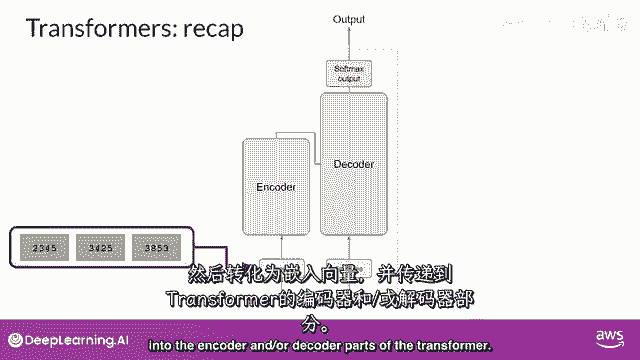 Transformers: recap
Output
Softmax
output
Decoder
Encoder
2345 3425 3853
然后转化为嵌入向量，并传递到
Transformer的编码器和/或解码器部
分。
Into the encoder and/or decoder parts of the transformer.
DeepLearning.AI
aws